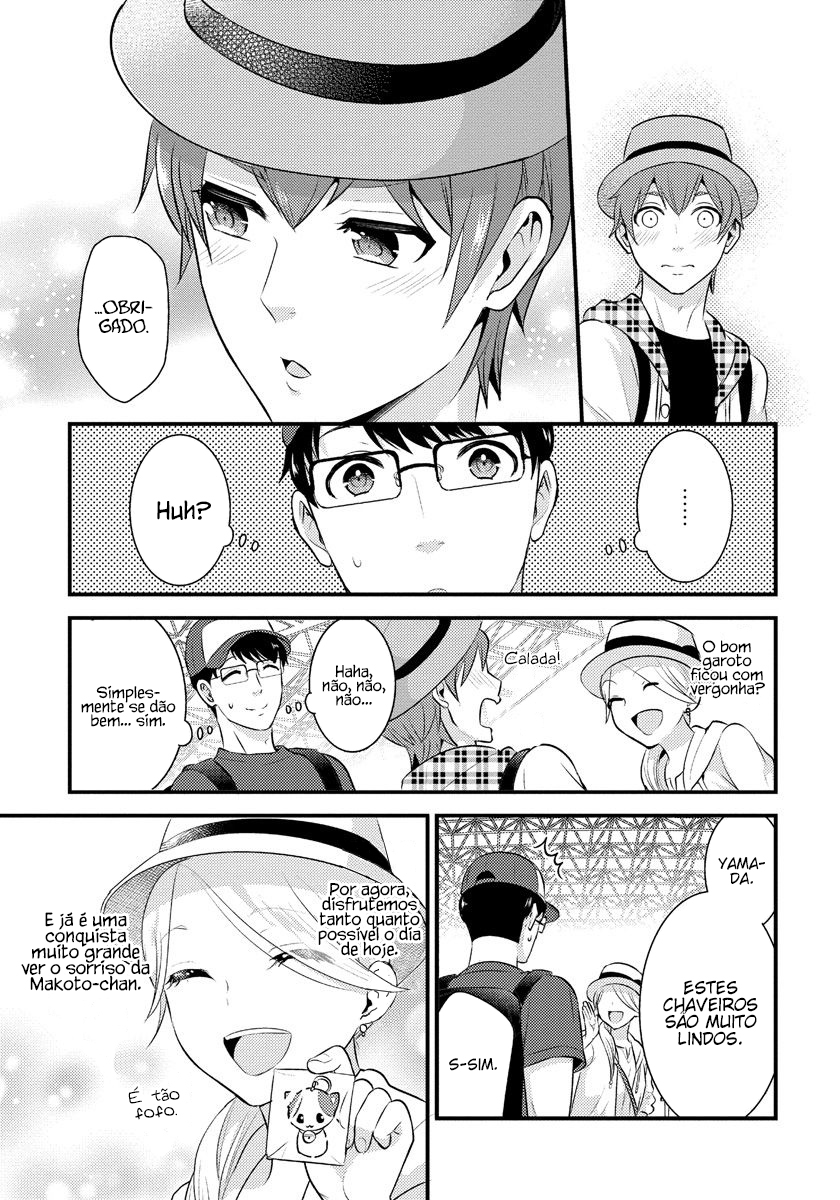 ...OBRI-
GADO.
......
Huh?
O bom
garoto
ficou com
vergonha?
Calada!
Haha,
não, não,
não...
Simples-
mente se dão
bem... sim.
YAMA-
DA.
ESTES
CHAVEIROS
SÃO MUITO
LINDOS.
S-SIM.
Por agora,
disfrutemos
tanto quanto
possível o dia
de hoje.
E já é uma
conquista
muito grande
ver o sorriso da
Makoto-chan.
É tão
fofo.